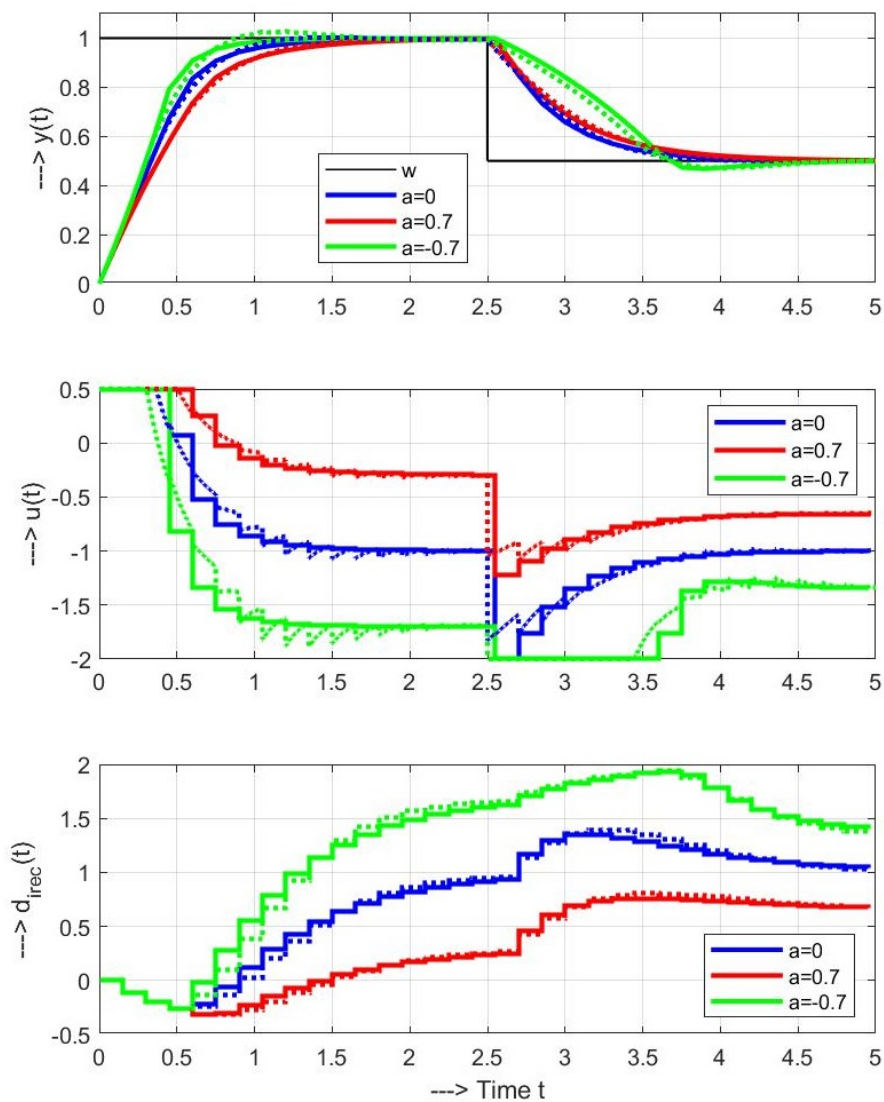 1
0.8
0.6
0.4
0.2
0
---> y(t)
w
a=0
a=0.7
a=-0.7
0 0.5 1 1.5 2 2.5 3 3.5 4 4.5 5
0.5
0
-0.5
-1
-1.5
-2
---> u(t)
a=0
a=0.7
a=-0.7
0 0.5 1 1.5 2 2.5 3 3.5 4 4.5 5
2
1.5
1
0.5
0
-0.5
---> d_irec(t)
a=0
a=0.7
a=-0.7
0 0.5 1 1.5 2 2.5 3 3.5 4 4.5 5
---> Time t